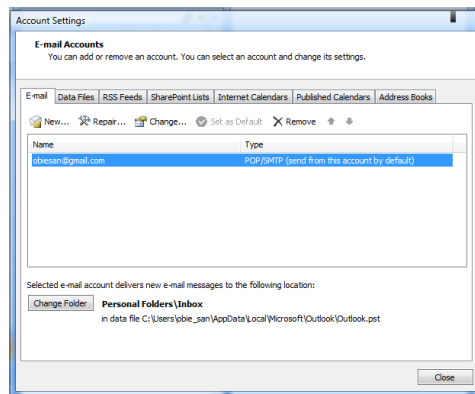 Account Settings
E-mail Accounts
You can add or remove an account. You can select an account and change its settings.
E-mail Data Files RSS Feeds SharePoint Lists Internet Calendars Published Calendars Address Books
New... Repair... Change... Set as Default Remove
Name Type
obiesan@gmail.com POP/SMTP (send from this account by default)
Selected e-mail account delivers new e-mail messages to the following location:
Change Folder Personal Folders\Inbox
in data file C:\Users\obie_san\AppData\Local\Microsoft\Outlook\Outlook.pst
Close